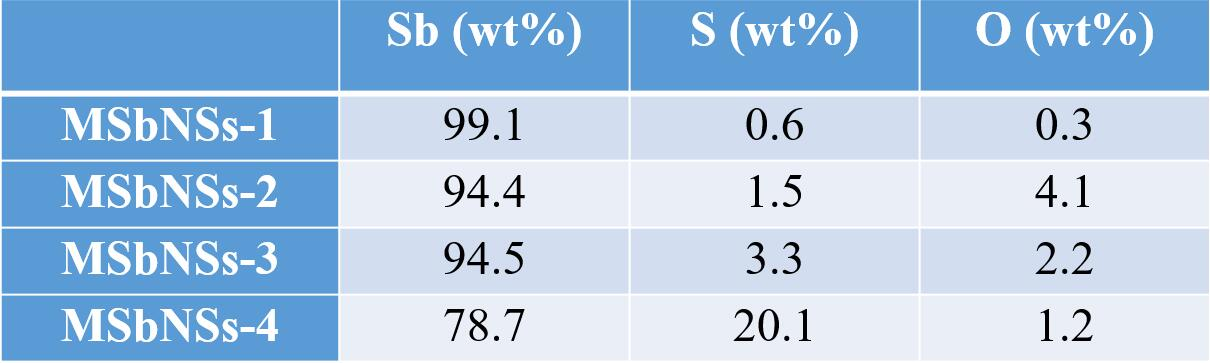 Sb (wt%) S (wt%) O (wt%)
MSbNSs-1 99.1 0.6 0.3
MSbNSs-2 94.4 1.5 4.1
MSbNSs-3 94.5 3.3 2.2
MSbNSs-4 78.7 20.1 1.2